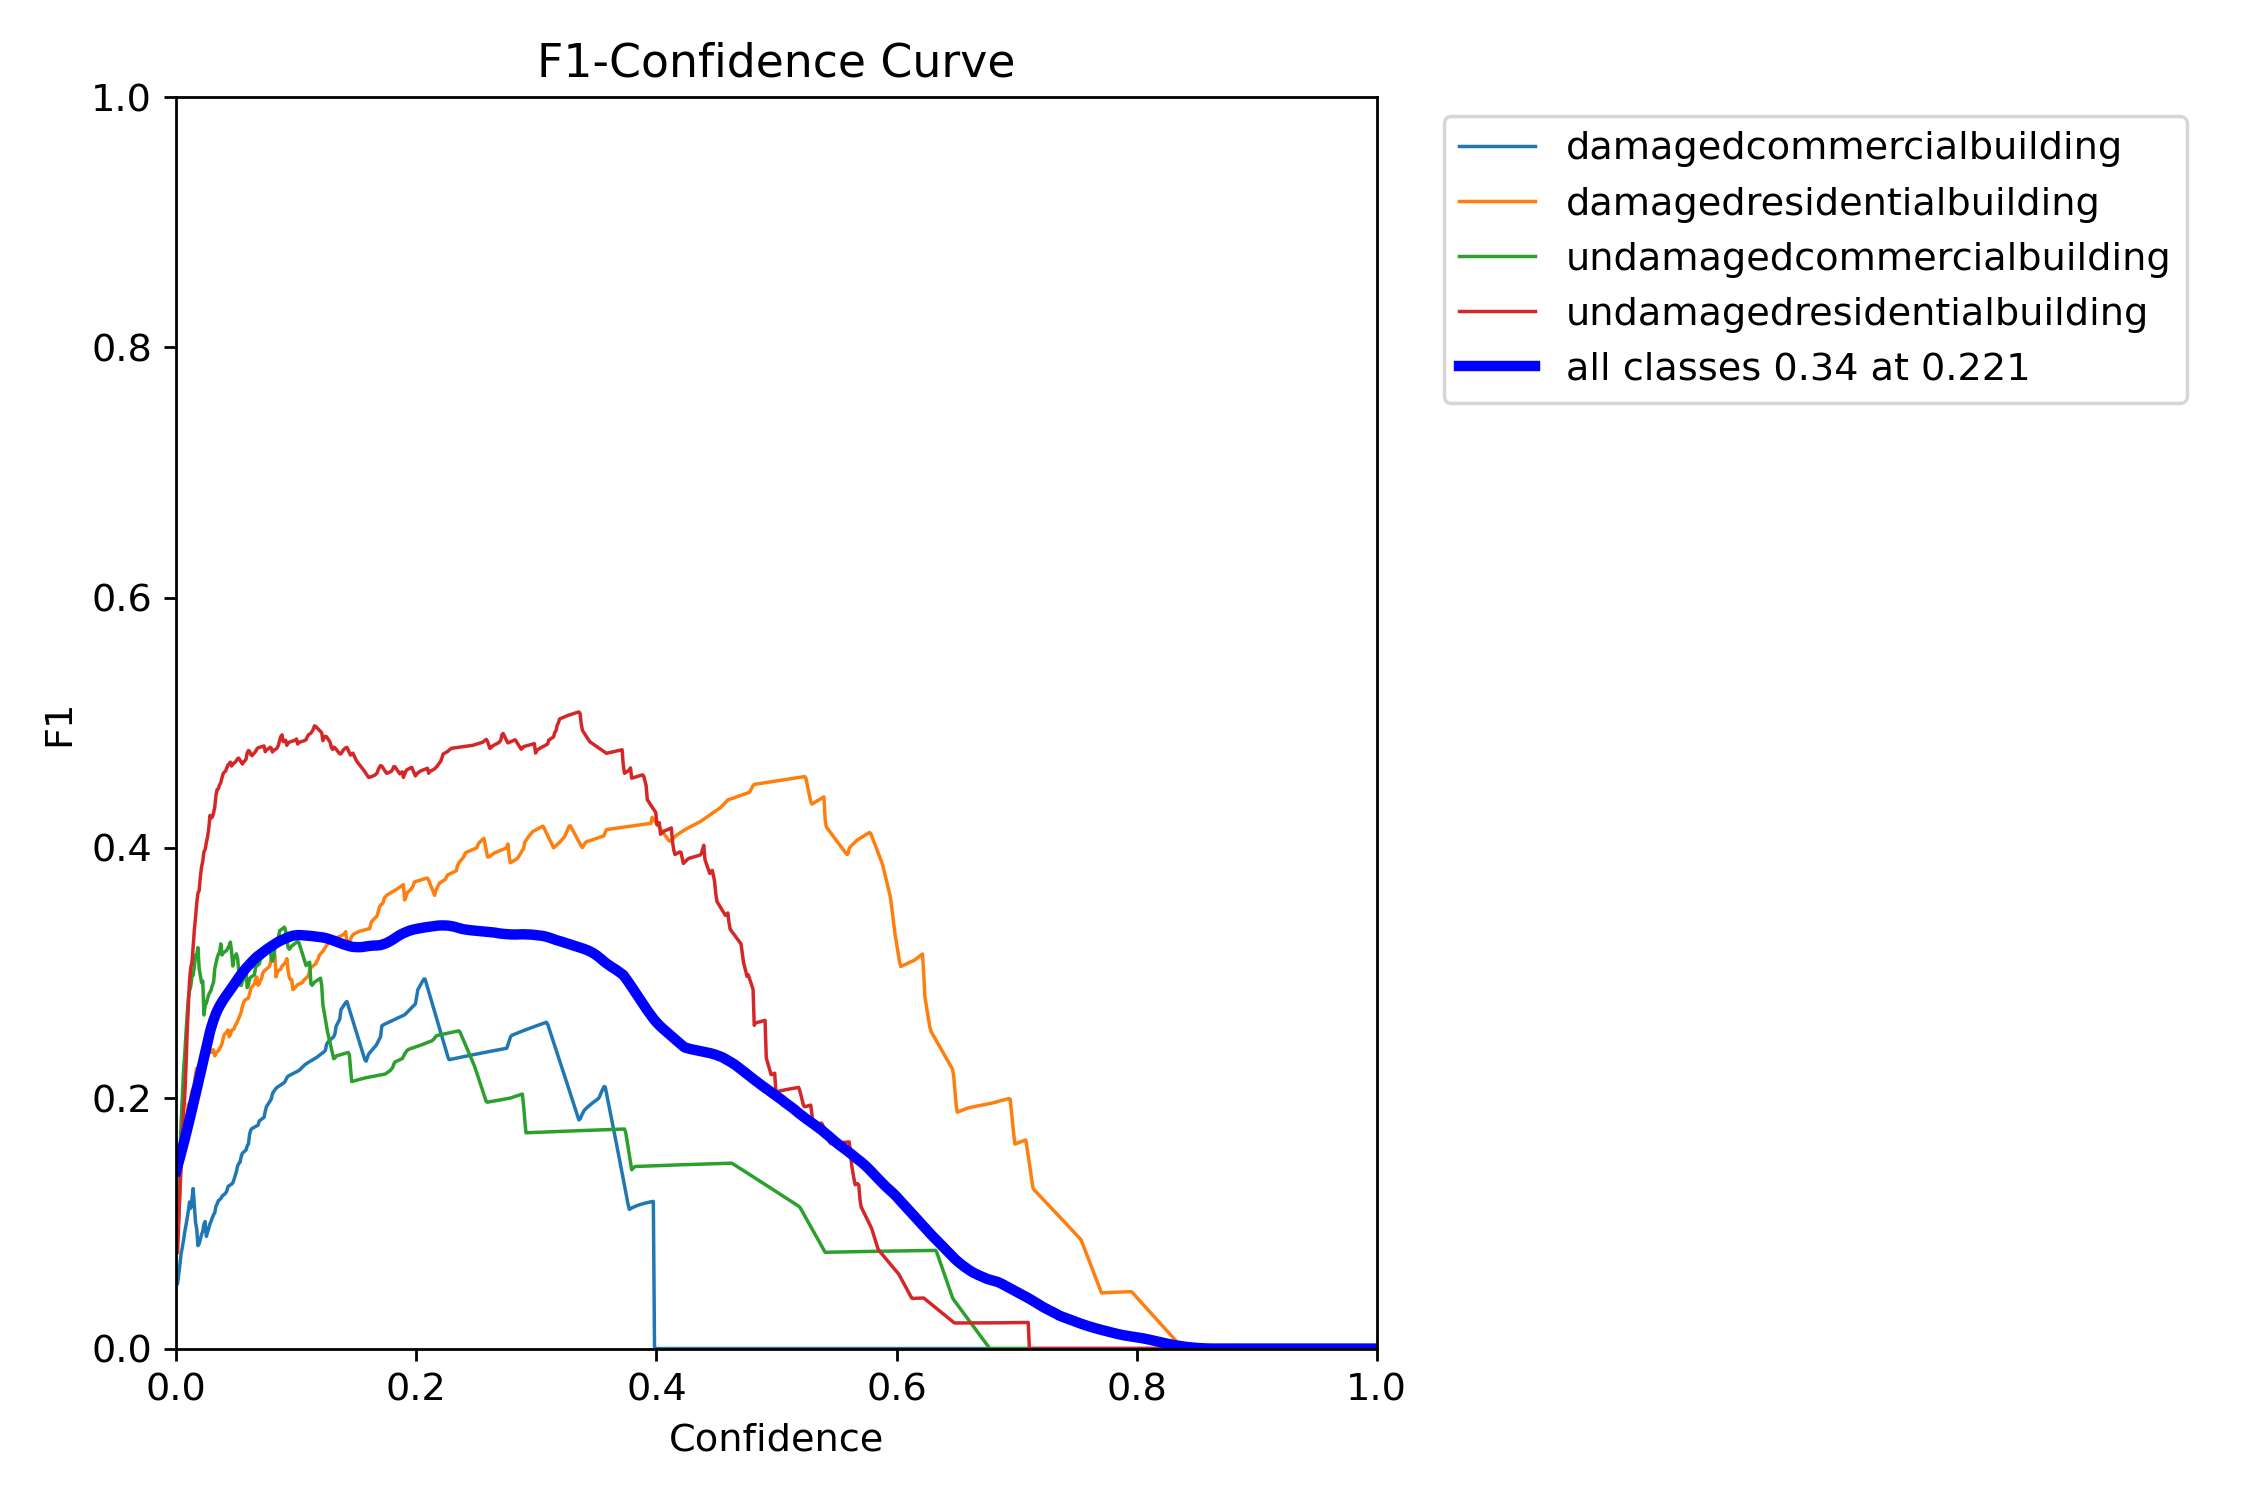 F1-Confidence Curve
1.0
0.8
0.6
0.4
0.2
0.0
F1
0.0 0.2 0.4 0.6 0.8 1.0
Confidence
damagedcommercialbuilding
damagedresidentialbuilding
undamagedcommercialbuilding
undamagedresidentialbuilding
all classes 0.34 at 0.221